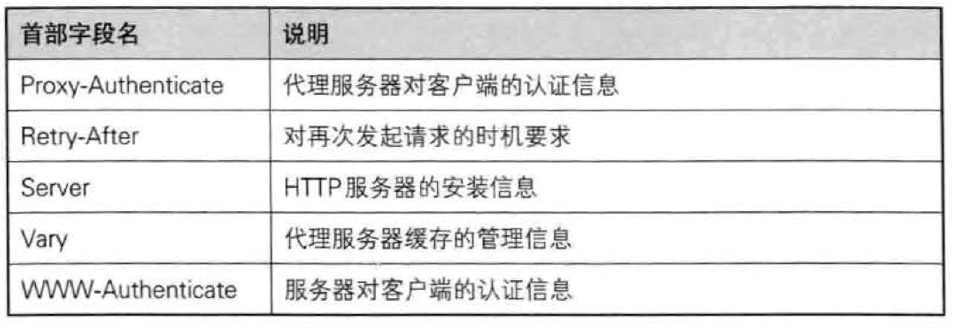 首部字段名 说明
Proxy-Authenticate 代理服务器对客户端的认证信息
Retry-After 对再次发起请求的时机要求
Server HTTP服务器的安装信息
Vary 代理服务器缓存的管理信息
WWW-Authenticate 服务器对客户端的认证信息